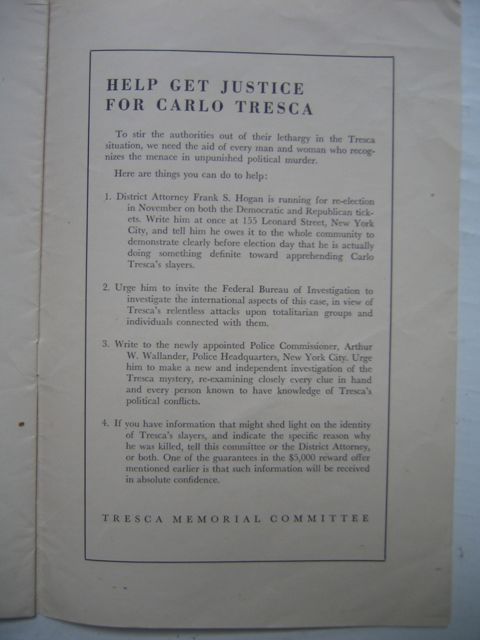 HELP GET JUSTICE
FOR CARLO TRESCA
To stir the authorities out of their lethargy in the Tresca
situation, we need the aid of every man and woman who recog-
nizes the menace in unpunished political murder.
Here are things you can do to help:
1. District Attorney Frank S. Hogan is running for re-election
in November on both the Democratic and Republican tick-
ets. Write him at once at 155 Leonard Street, New York
City, and tell him he owes it to the whole community to
demonstrate clearly before election day that he is actually
doing something definite toward apprehending Carlo
Tresca's slayers.
2. Urge him to invite the Federal Bureau of Investigation to
investigate the international aspects of this case, in view of
Tresca's relentless attacks upon totalitarian groups and
individuals connected with them.
3. Write to the newly appointed Police Commissioner, Arthur
W. Wallander, Police Headquarters, New York City. Urge
him to make a new and independent investigation of the
Tresca mystery, re-examining closely every clue in hand
and every person known to have knowledge of Tresca's
political conflicts.
4. If you have information that might shed light on the identity
of Tresca's slayers, and indicate the specific reason why
he was killed, tell this committee or the District Attorney,
or both. One of the guarantees in the $5,000 reward offer
mentioned earlier is that such information will be received
in absolute confidence.
TRESCA MEMORIAL COMMITTEE